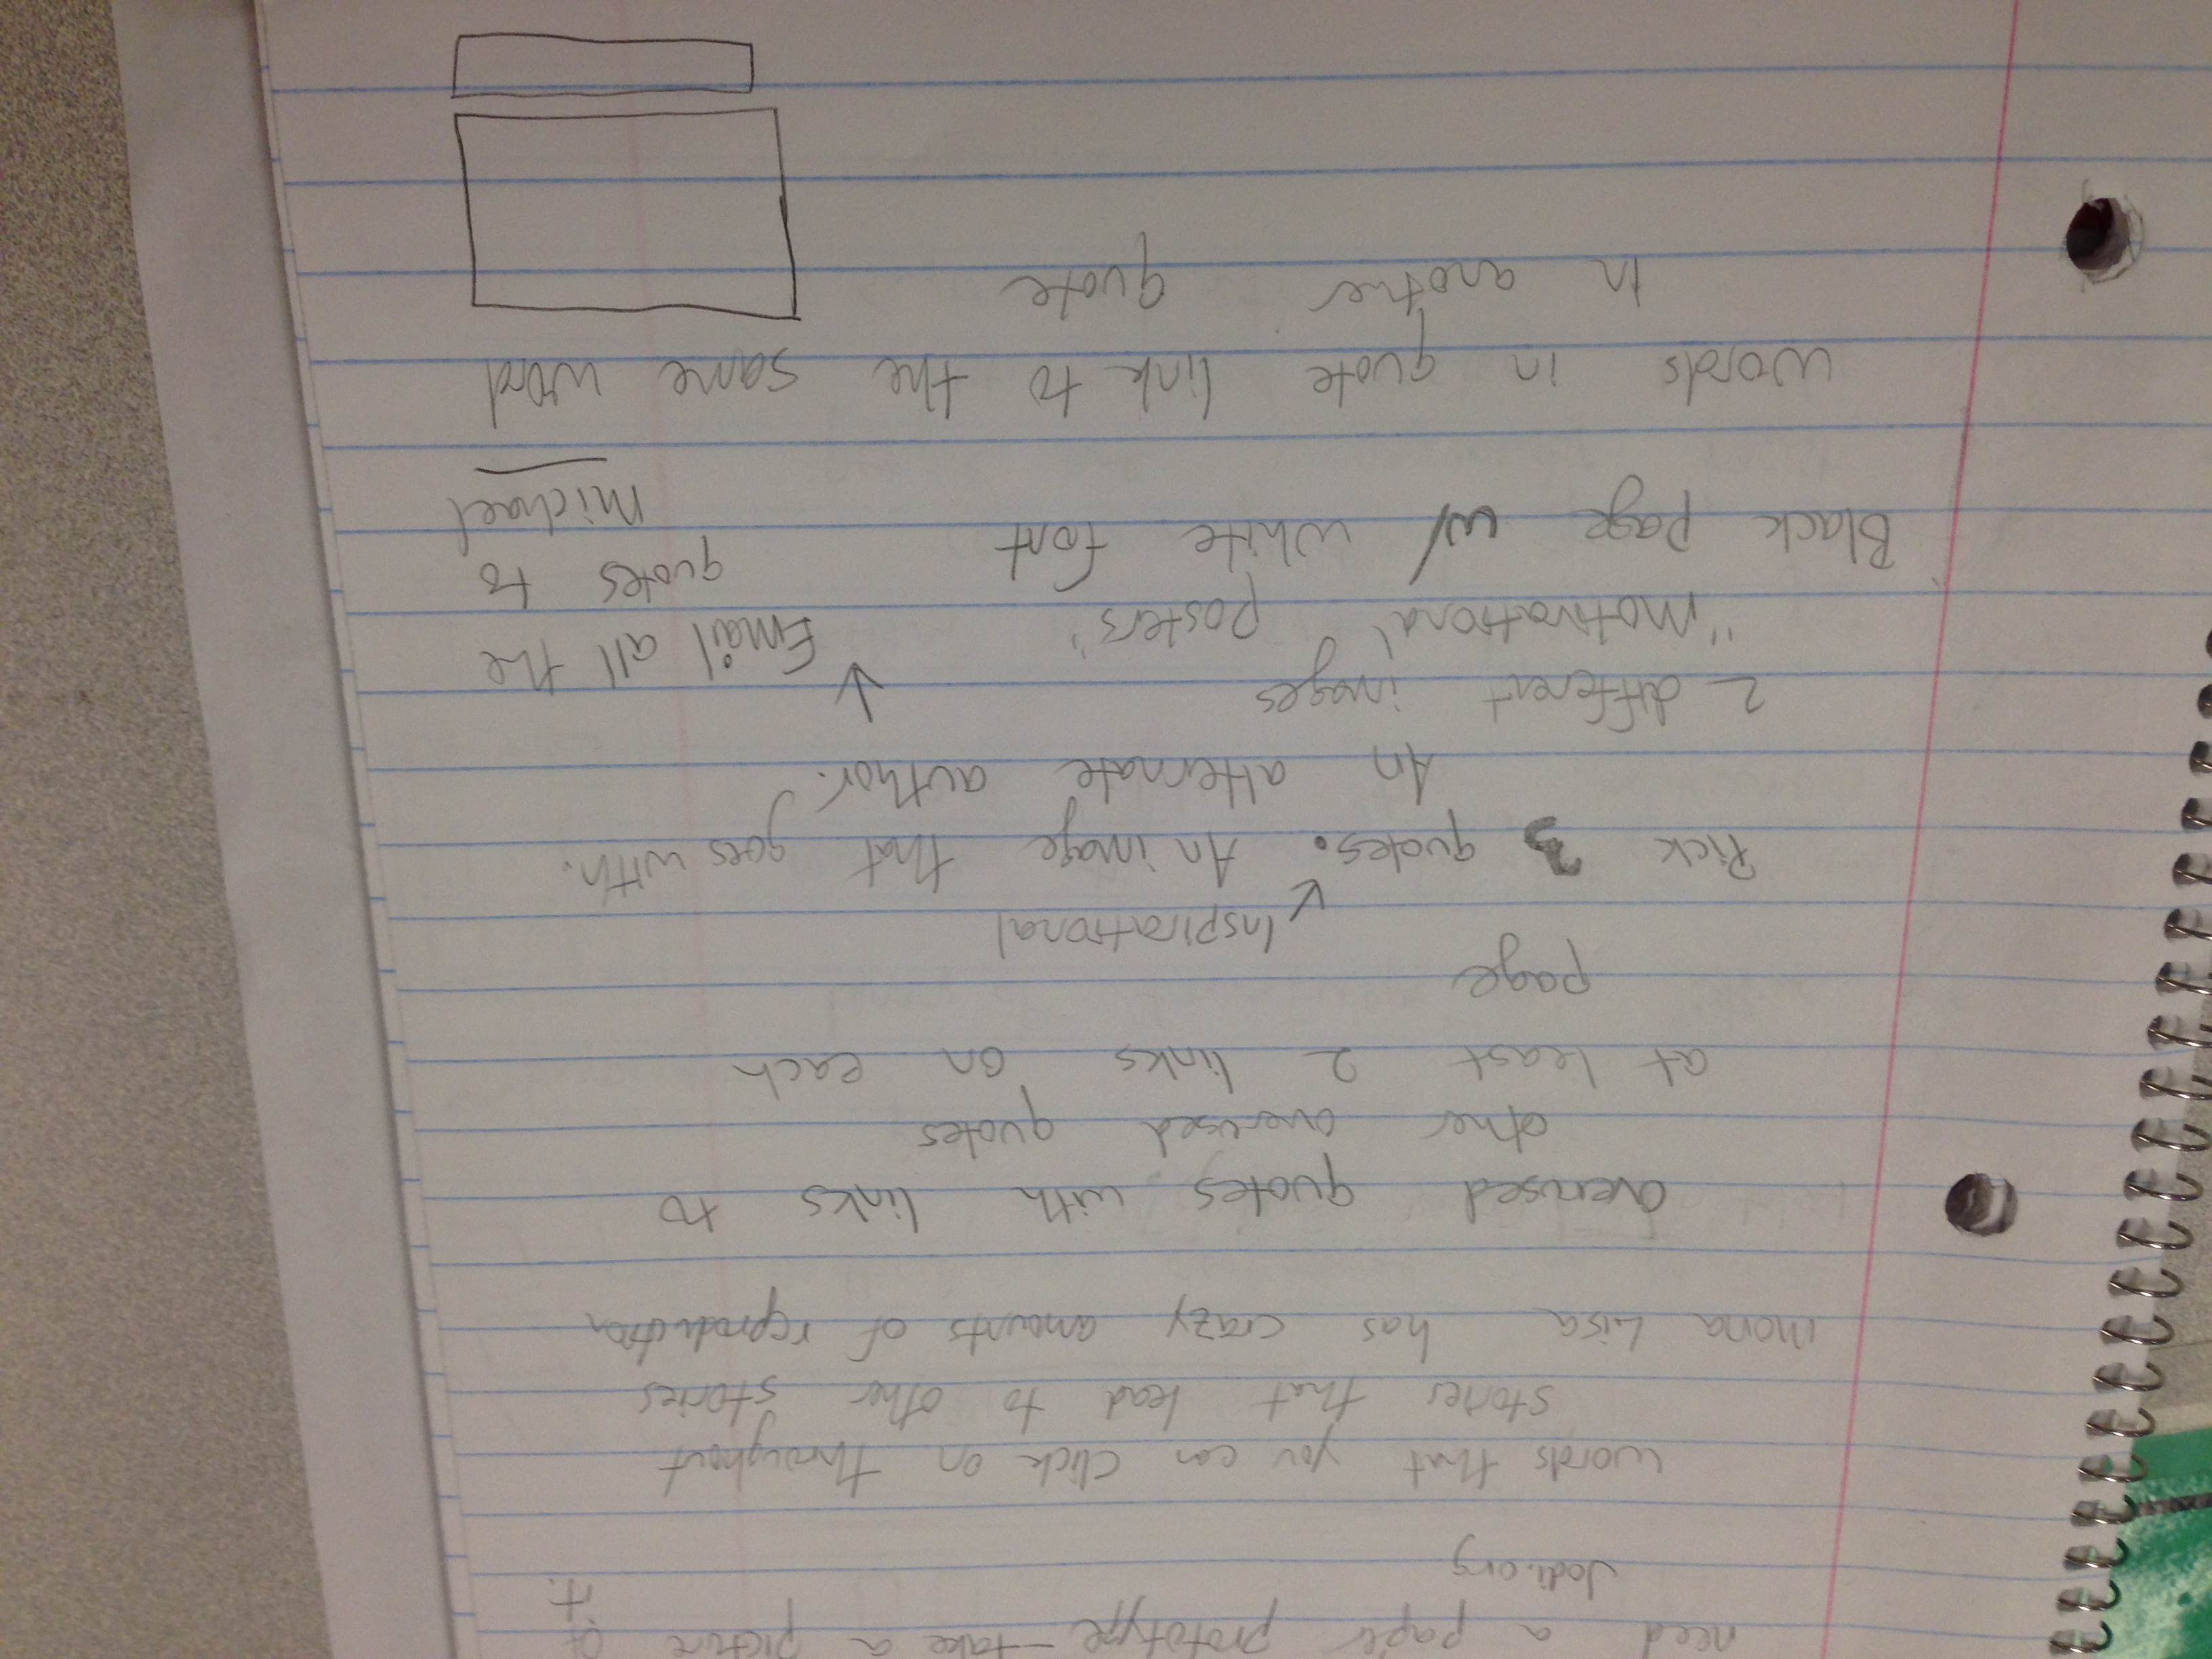 need a paper prototype - take a picture of
it.
Jodi.org
words that you can click on throughout
stories that lead to other stories
mona Lisa has crazy amounts of reproduction
overused quotes with links to
other overused quotes
at least 2 links on each
page
Inspirational
Pick 3 quotes. An image that goes with.
An alternate author.
2 different images
"motivational posters"
Black page w/ white font
Email all the
quotes to
Michael
words in quote link to the same word
in another quote